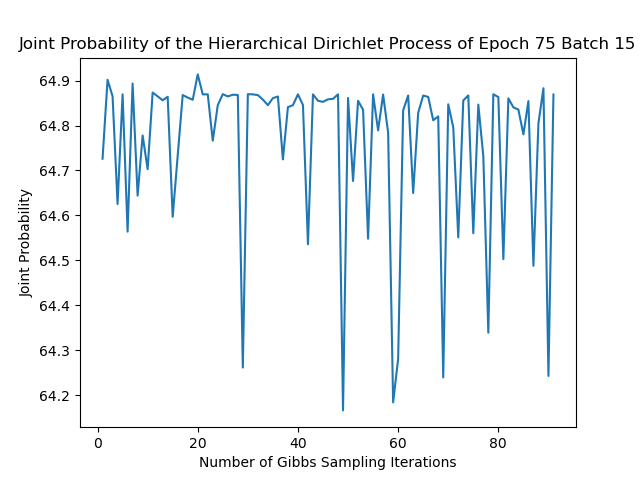 Joint Probability of the Hierarchical Dirichlet Process of Epoch 75 Batch 15
64.9
64.8
64.7
64.6
64.5
64.4
64.3
64.2
Joint Probability
0 20 40 60 80
Number of Gibbs Sampling Iterations